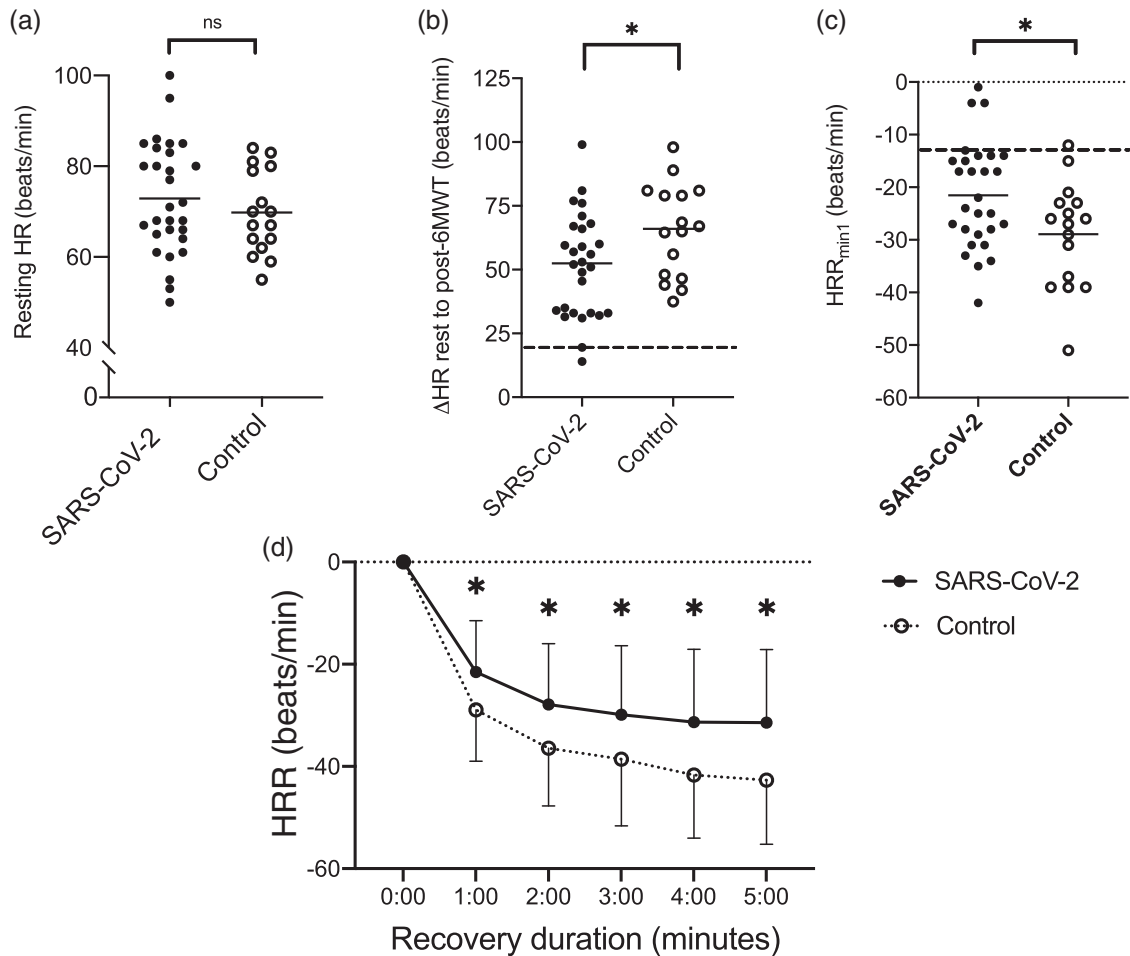 (a)
ns
Resting HR (beats/min)
100
80
60
40
0
SARS-CoV-2
Control
(b)
*
ΔHR rest to post-6MWT (beats/min)
125
100
75
50
25
0
SARS-CoV-2
Control
(c)
*
HRRmin1 (beats/min)
0
-10
-20
-30
-40
-50
-60
SARS-CoV-2
Control
(d)
HRR (beats/min)
0
-20
-40
-60
* * * * *
0:00 1:00 2:00 3:00 4:00 5:00
Recovery duration (minutes)
SARS-CoV-2
Control